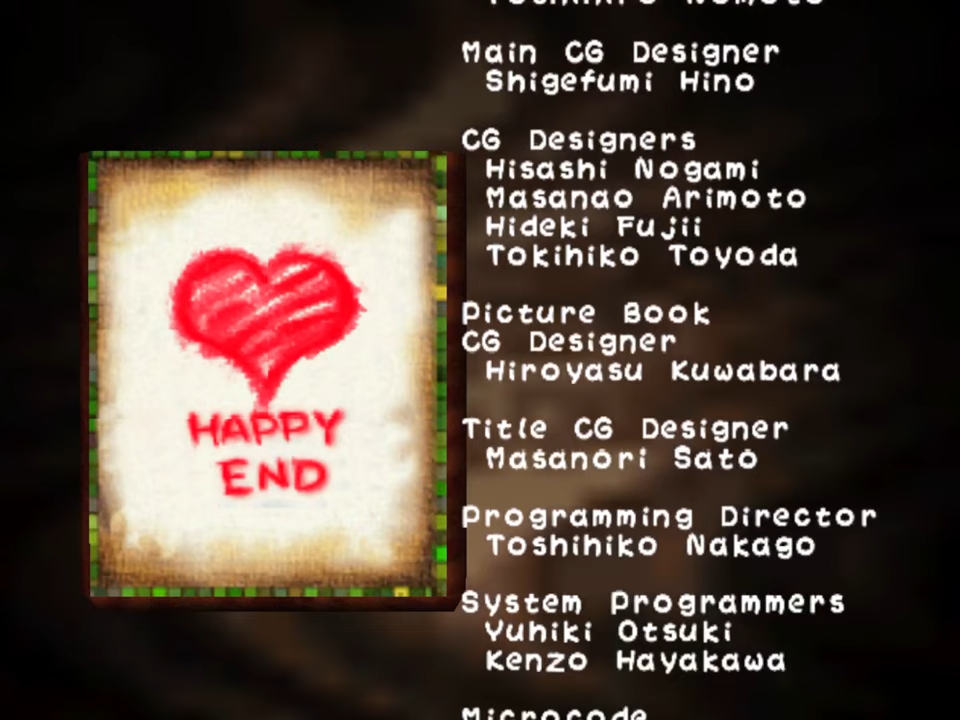 HAPPY
END
Main CG Designer
Shigefumi Hino
CG Designers
Hisashi Nogami
Masanao Arimoto
Hideki Fujii
Tokihiko Toyoda
Picture Book
CG Designer
Hiroyasu Kuwabara
Title CG Designer
Masanori Sato
Programming Director
Toshihiko Nakago
System Programmers
Yuhiki Otsuki
Kenzo Hayakawa
Microcode